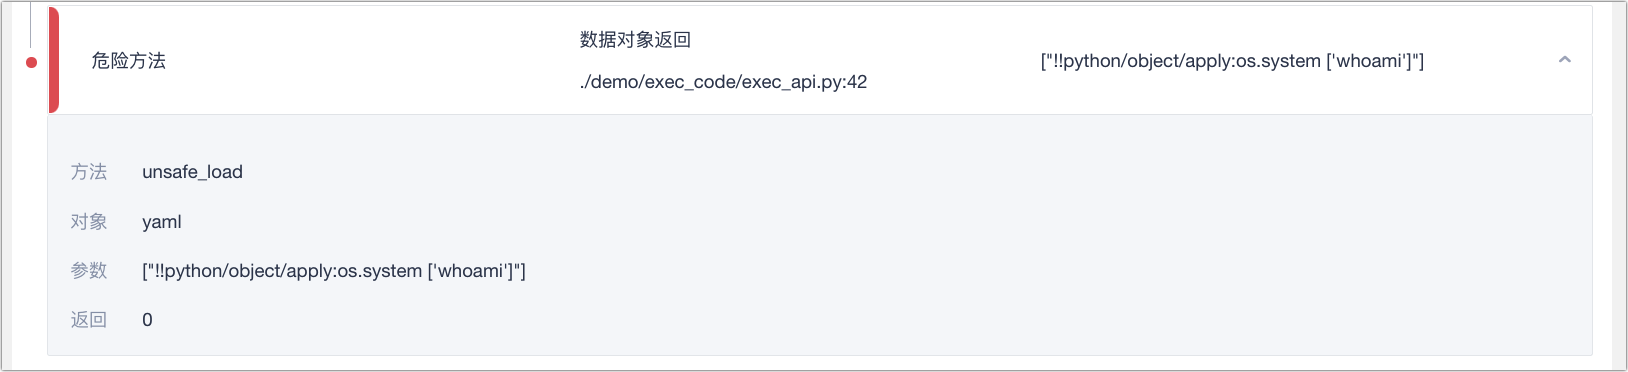 危险方法
数据对象返回
./demo/exec_code/exec_api.py:42
["!!python/object/apply:os.system ['whoami']"]
方法 unsafe_load
对象 yaml
参数 ["!!python/object/apply:os.system ['whoami']"]
返回 0